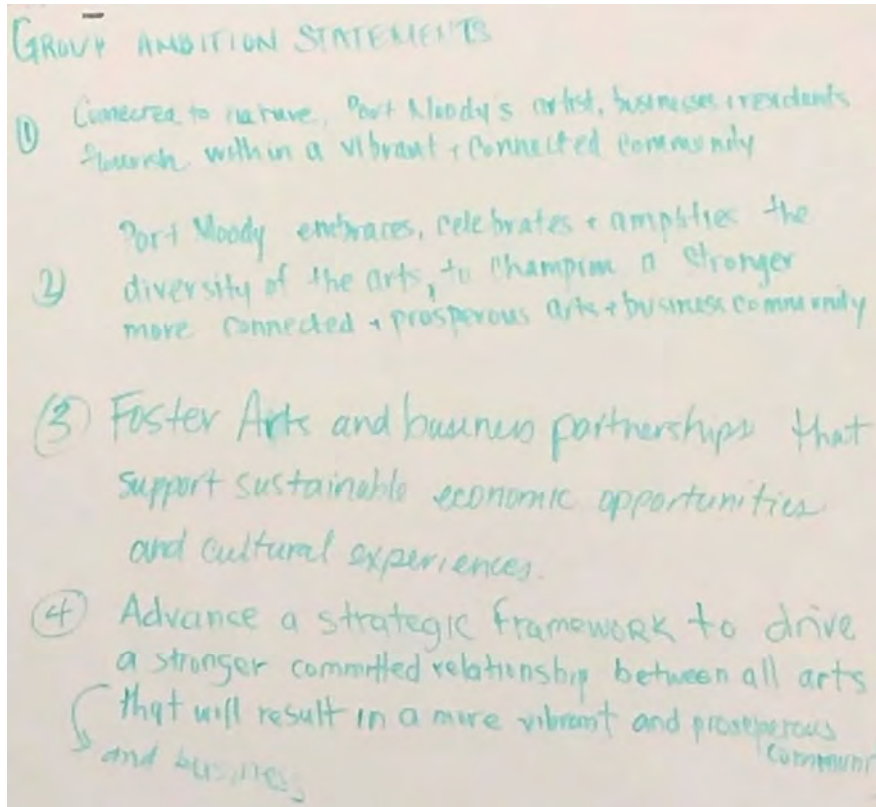 GROUP AMBITION STATEMENTS
① Connected to nature, Port Moody's artist, businesses + residents
flourish within a vibrant + connected community
Port Moody embraces, celebrates + amplifies the
2) diversity of the arts, to champion a stronger
more connected + prosperous arts + business community
③ Foster Arts and business partnerships that
support sustainable economic opportunities
and cultural experiences.
④ Advance a strategic framework to drive
a stronger committed relationship between all arts
that will result in a more vibrant and prosperous
communi
and business